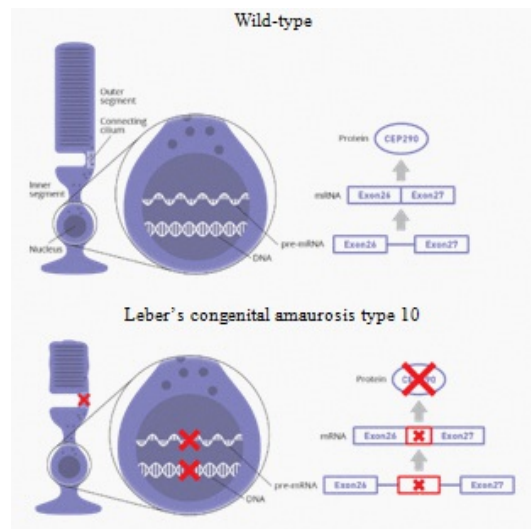 Wild-type
Outer
segment
Connecting
cilium
Inner
segment
Nucleus
pre-mRNA
DNA
Protein
CEP290
mRNA
Exon26
Exon27
Exon26
Exon27
Leber's congenital amaurosis type 10
pre-mRNA
DNA
Protein
mRNA
Exon26
Exon27
Exon26
Exon27